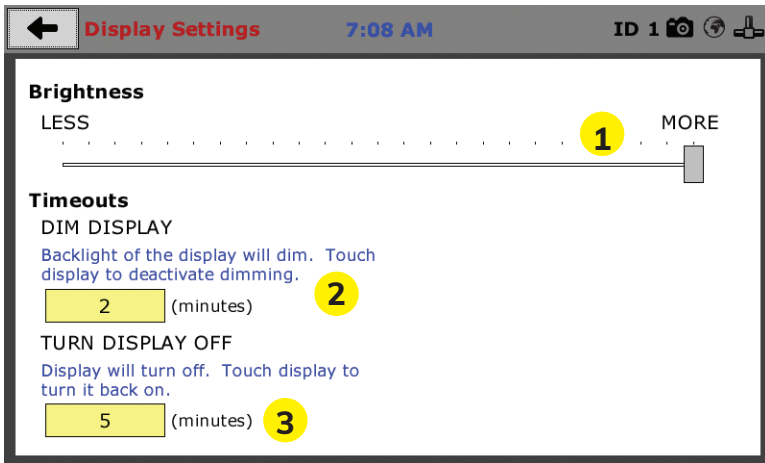 Display Settings 7:08 AM ID 1
Brightness
LESS MORE
1
Timeouts
DIM DISPLAY
Backlight of the display will dim. Touch
display to deactivate dimming.
2
2 (minutes)
TURN DISPLAY OFF
Display will turn off. Touch display to
turn it back on.
5 (minutes) 3